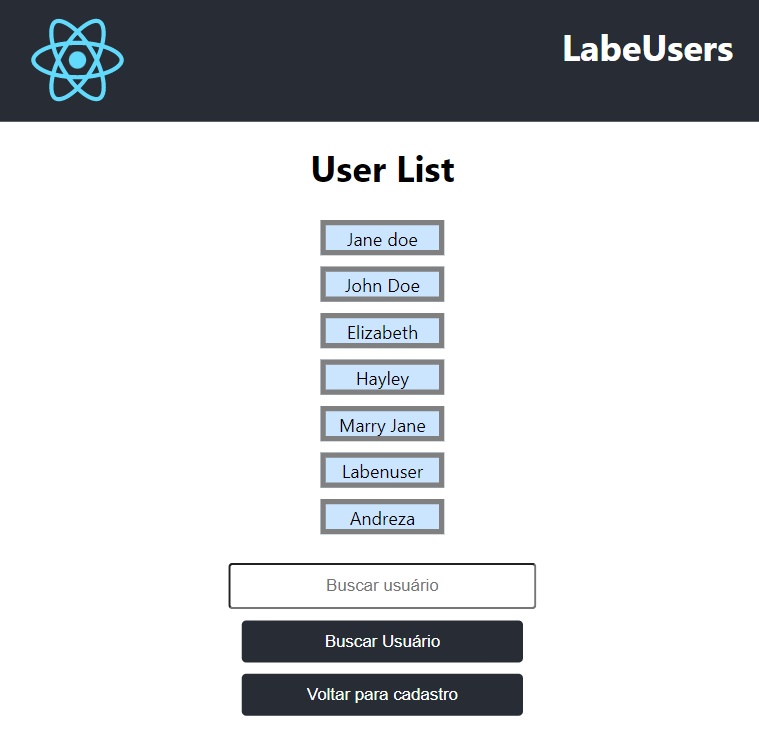 LabeUsers
User List
Jane doe
John Doe
Elizabeth
Hayley
Marry Jane
Labenuser
Andreza
Buscar usuário
Buscar Usuário
Voltar para cadastro